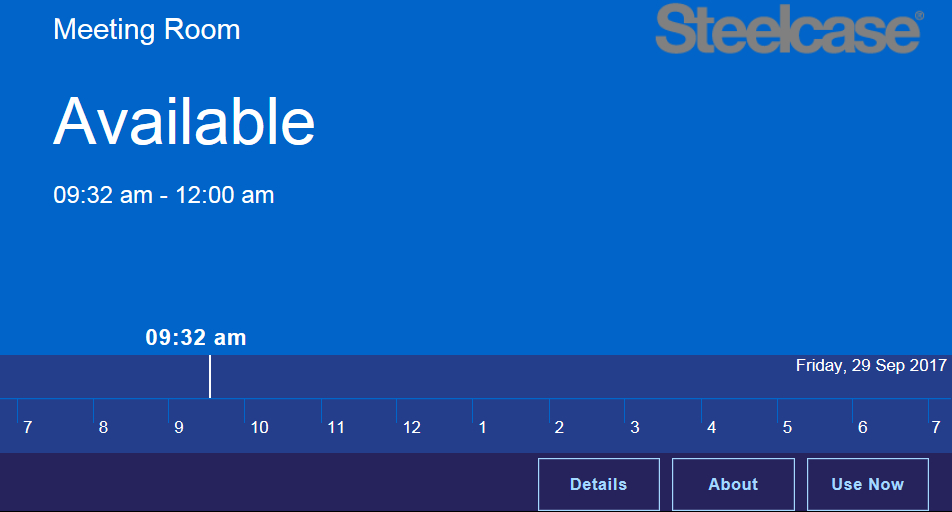 Meeting Room
Steelcase®
Available
09:32 am - 12:00 am
09:32 am
Friday, 29 Sep 2017
7 8 9 10 11 12 1 2 3 4 5 6 7
Details About Use Now